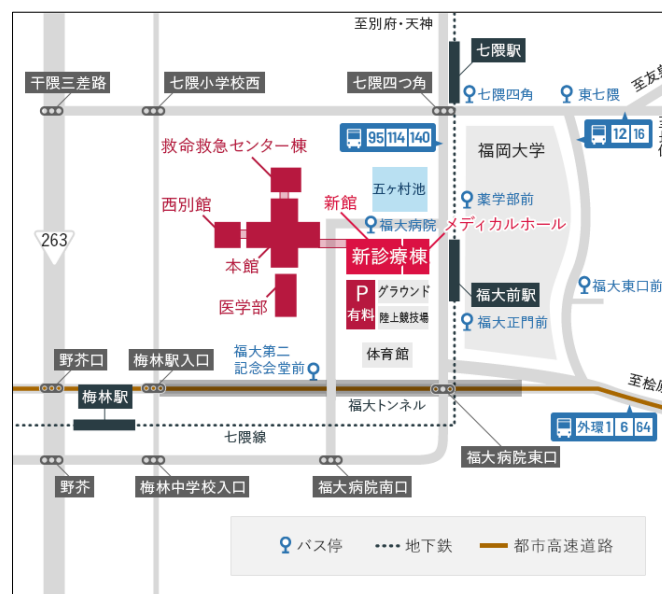 至別府・天神
七隈駅
干隈三差路
七隈小学校西
七隈四つ角
七隈四角
東七隈
95 114 140
12 16
救命救急センター棟
福岡大学
五ヶ村池
西別館
新館
薬学部前
福大病院
メディカルホール
263
本館
新診療棟
医学部
P
有料
グラウンド
陸上競技場
福大前駅
福大東口前
福大正門前
体育館
福大第二
記念会堂前
野芥口
梅林駅入口
梅林駅
福大トンネル
外環1 6 64
七隈線
福大病院東口
野芥
梅林中学校入口
福大病院南口
バス停
地下鉄
都市高速道路